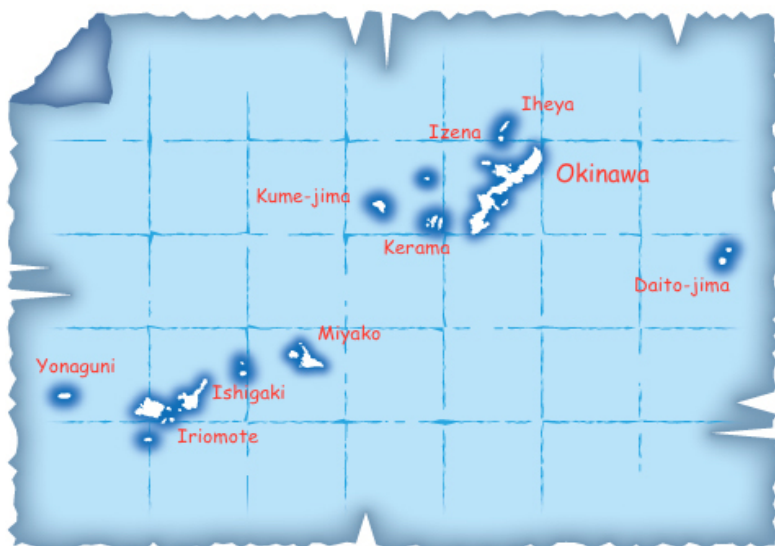 Iheya
Izena
Okinawa
Kume-jima
Kerama
Daito-jima
Miyako
Yonaguni
Ishigaki
Iriomote